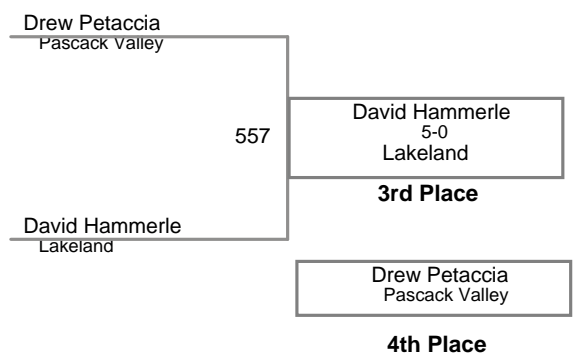 Drew Petaccia
Pascack Valley
557
David Hammerle
5-0
Lakeland
3rd Place
David Hammerle
Lakeland
Drew Petaccia
Pascack Valley
4th Place